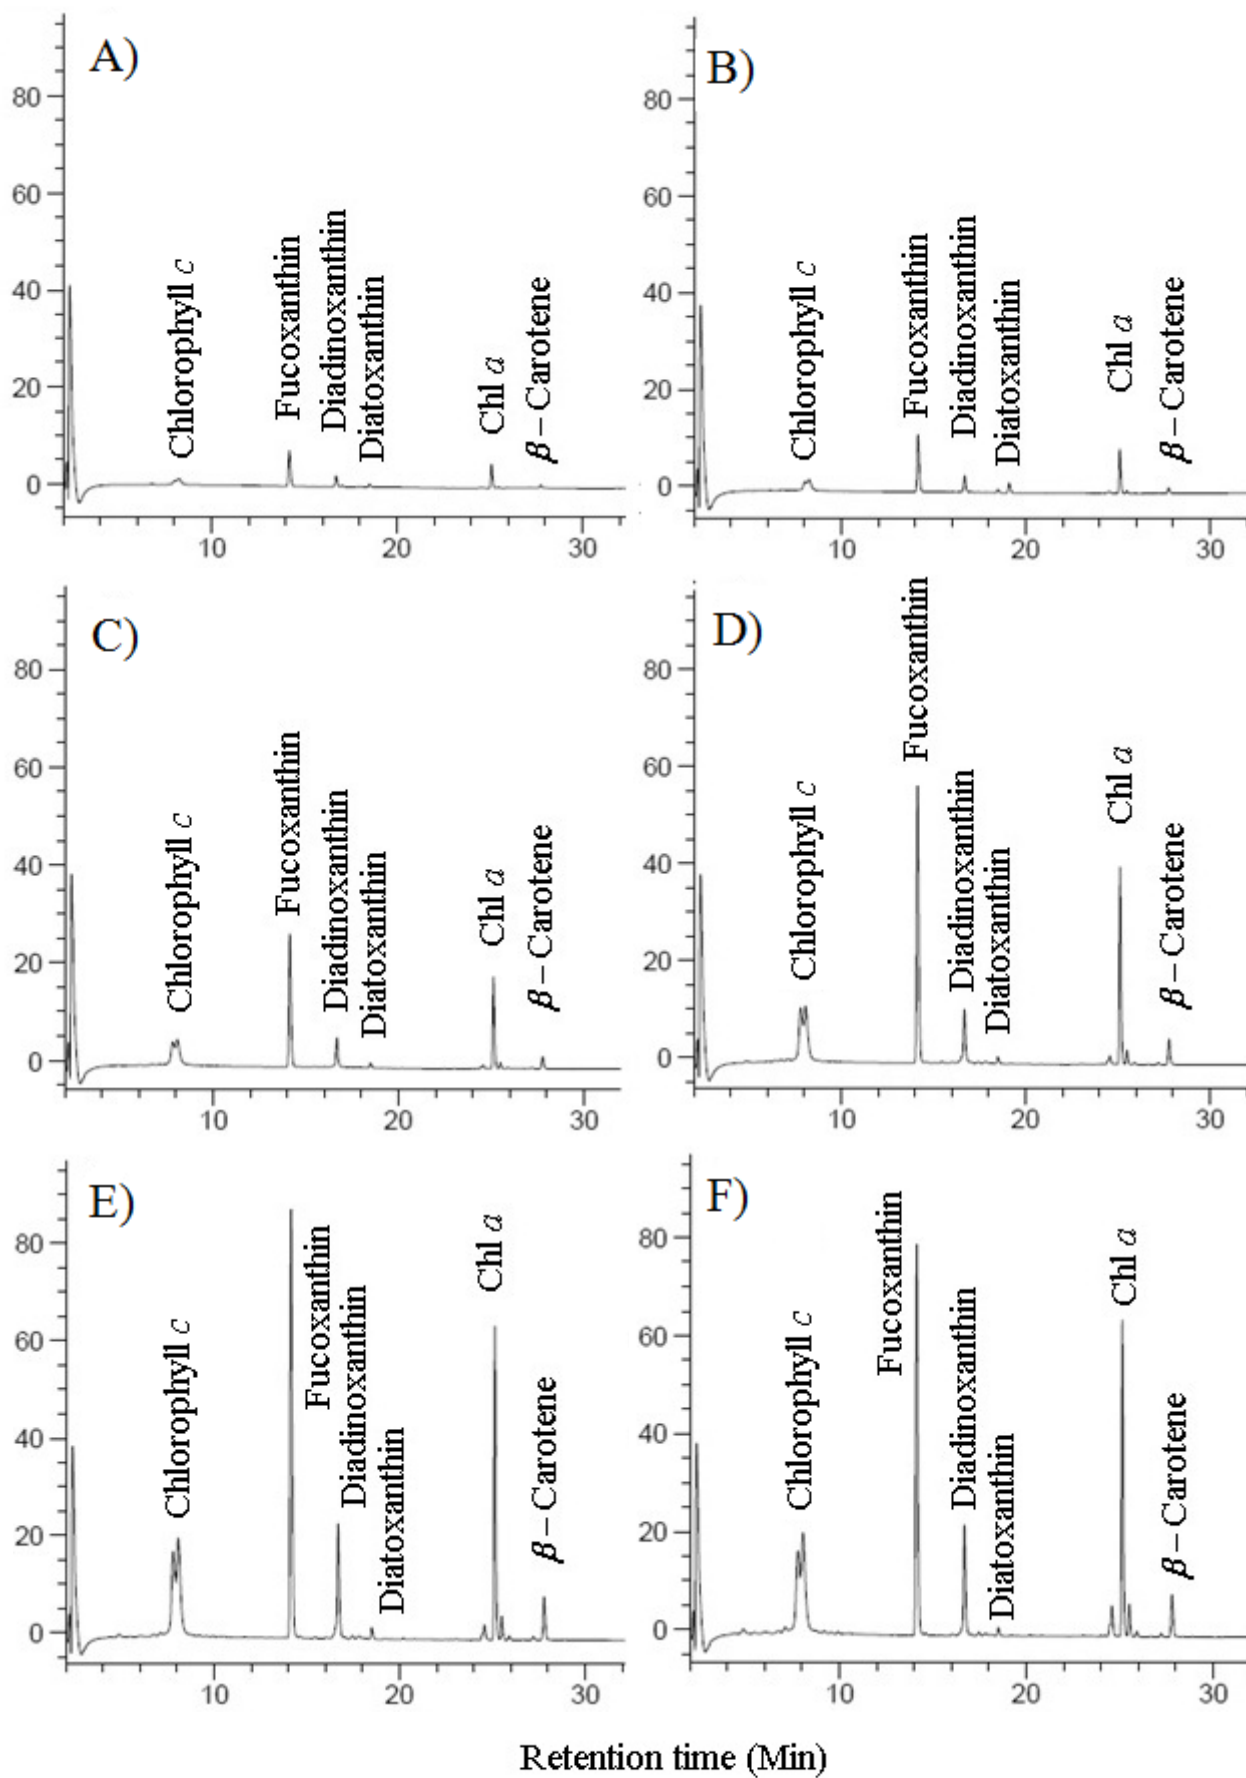 A)
80
60
40
20
0
10
20
30
Chlorophyll c
Fucoxanthin
Diadinoxanthin
Diatoxanthin
Chl a
β – Carotene
B)
80
60
40
20
0
10
20
30
Chlorophyll c
Fucoxanthin
Diadinoxanthin
Diatoxanthin
Chl a
β – Carotene
C)
80
60
40
20
0
10
20
30
Chlorophyll c
Fucoxanthin
Diadinoxanthin
Diatoxanthin
Chl a
β – Carotene
D)
80
60
40
20
0
10
20
30
Chlorophyll c
Fucoxanthin
Diadinoxanthin
Diatoxanthin
Chl a
β – Carotene
E)
80
60
40
20
0
10
20
30
Chlorophyll c
Fucoxanthin
Diadinoxanthin
Diatoxanthin
Chl a
β – Carotene
F)
80
60
40
20
0
10
20
30
Chlorophyll c
Fucoxanthin
Diadinoxanthin
Diatoxanthin
Chl a
β – Carotene
Retention time (Min)